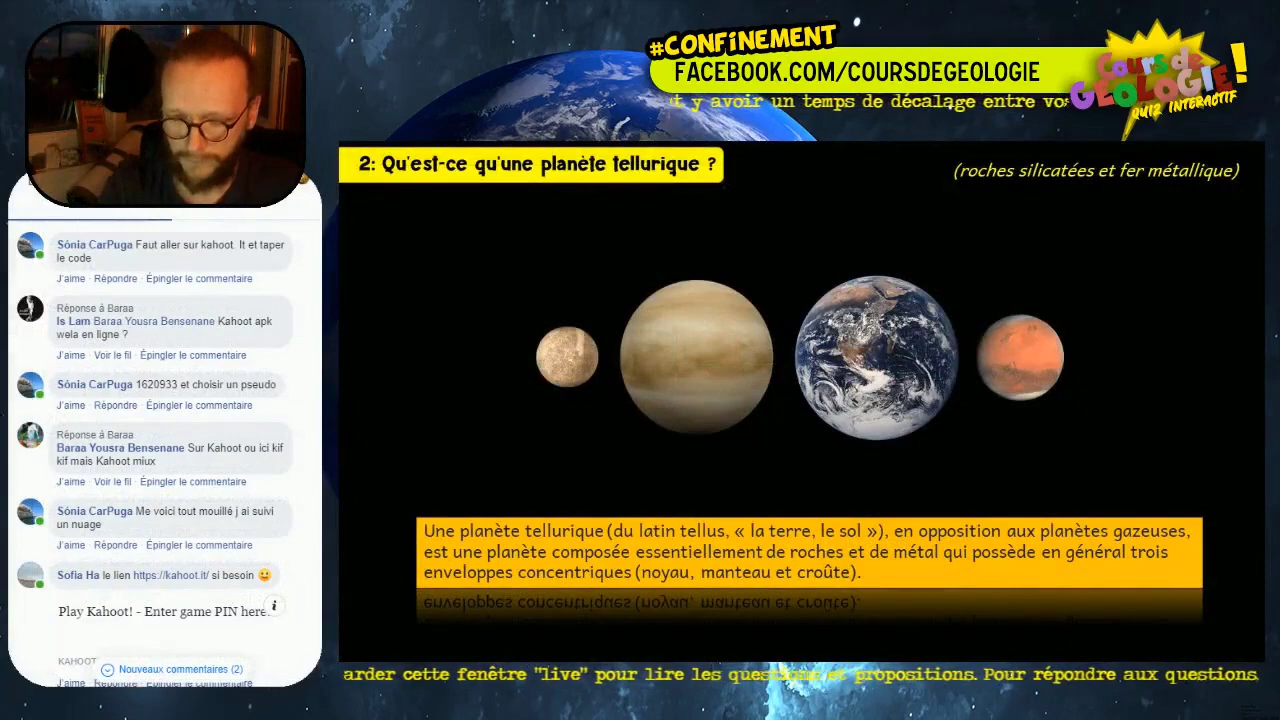 #CONFiNEMENT
FACEBOOK.COM/COURSDEGEOLOGIE
Cours de
GEOLOGIE!
QUIZ INTERACTIF
t y avoir un temps de décalage entre vos
2: Qu'est-ce qu'une planète tellurique ?
(roches silicatées et fer métallique)
Sónia CarPuga Faut aller sur kahoot. It et taper
le code
J'aime · Répondre · Épingler le commentaire
Réponse à Baraa
Is Lam Baraa Yousra Bensenane Kahoot apk
wela en ligne ?
J'aime · Voir le fil · Épingler le commentaire
Sónia CarPuga 1620933 et choisir un pseudo
J'aime · Répondre · Épingler le commentaire
Réponse à Baraa
Baraa Yousra Bensenane Sur Kahoot ou ici kif
kif mais Kahoot miux
J'aime · Voir le fil · Épingler le commentaire
Sónia CarPuga Me voici tout mouillé j ai suivi
un nuage
J'aime · Répondre · Épingler le commentaire
Sofia Ha le lien https://kahoot.it/ si besoin 😀
Play Kahoot! - Enter game PIN here.
i
KAHOOT
Nouveaux commentaires (2)
J'aime · Répondre · Épingler le commentaire
Une planète tellurique (du latin tellus, « la terre, le sol »), en opposition aux planètes gazeuses,
est une planète composée essentiellement de roches et de métal qui possède en général trois
enveloppes concentriques (noyau, manteau et croûte).
arder cette fenêtre "live" pour lire les questions et propositions. Pour répondre aux questions.